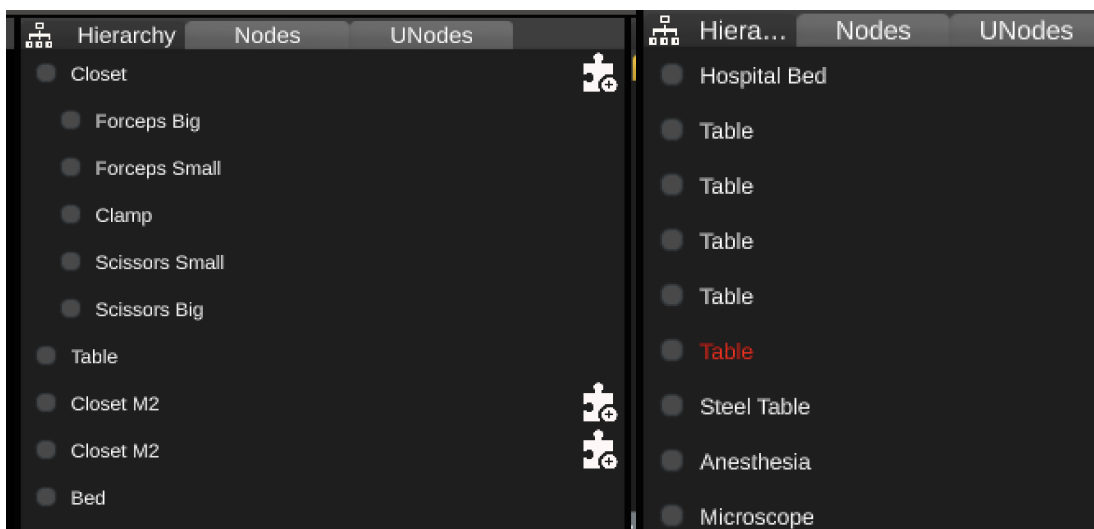 Hierarchy Nodes UNodes
Closet
Forceps Big
Forceps Small
Clamp
Scissors Small
Scissors Big
Table
Closet M2
Closet M2
Bed
Hiera... Nodes UNodes
Hospital Bed
Table
Table
Table
Table
Table
Steel Table
Anesthesia
Microscope